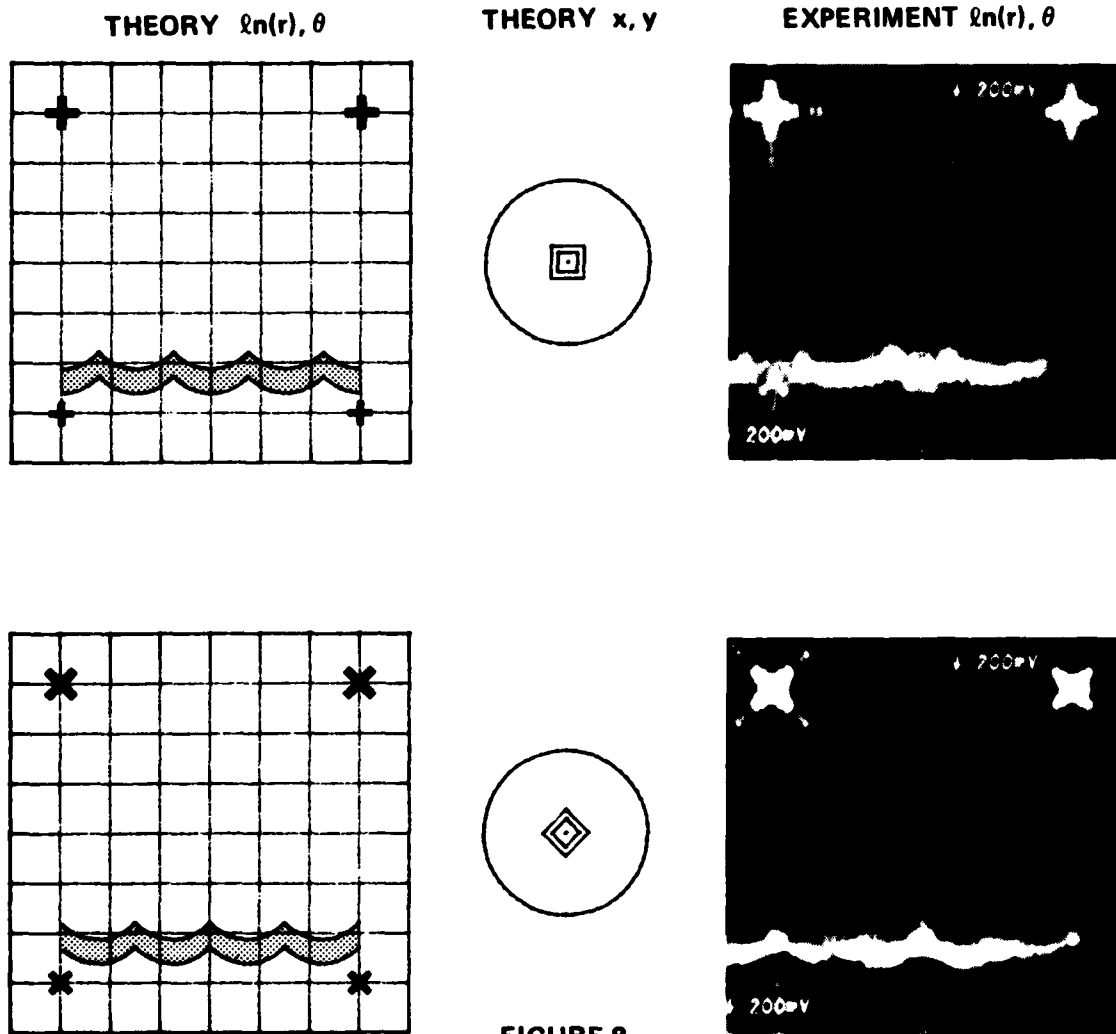 THEORY ℓn(r), θ
THEORY x, y
EXPERIMENT ℓn(r), θ
200mV
200mV
200mV
200mV
FIGURE 8